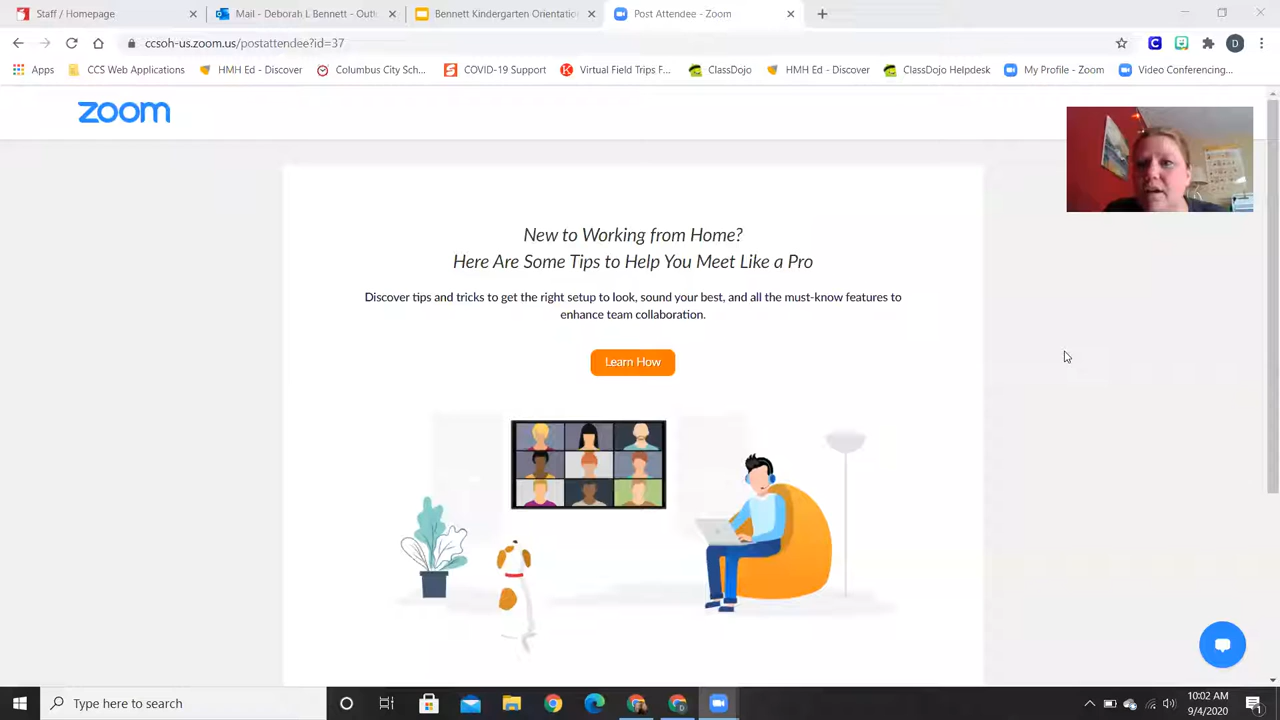 Staff / Homepage
Mail - Deborah L Bennett - Outl
Bennett Kindergarten Orientation
Post Attendee - Zoom
ccsoh-us.zoom.us/postattendee?id=37
D
Apps
CCS Web Applications
HMH Ed - Discover
Columbus City Sch...
COVID-19 Support
Virtual Field Trips F...
ClassDojo
HMH Ed - Discover
ClassDojo Helpdesk
My Profile - Zoom
Video Conferencing...
zoom
New to Working from Home?
Here Are Some Tips to Help You Meet Like a Pro
Discover tips and tricks to get the right setup to look, sound your best, and all the must-know features to
enhance team collaboration.
Learn How
Type here to search
10:02 AM
9/4/2020